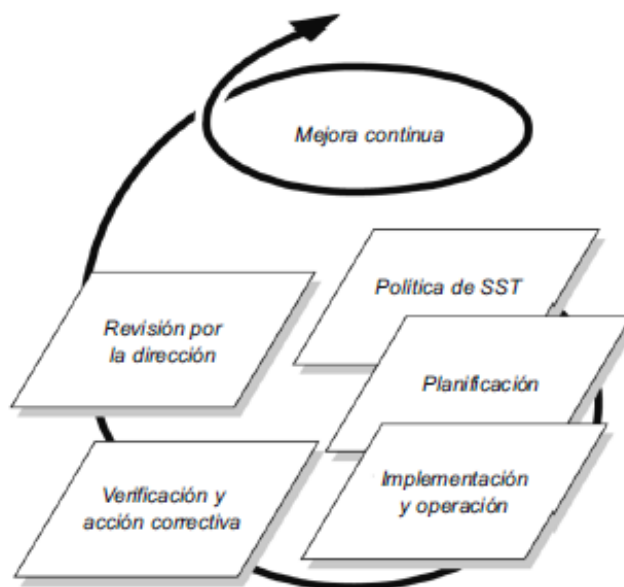 Mejora continua
Política de SST
Planificación
Implementación
y operación
Verificación y
acción correctiva
Revisión por
la dirección